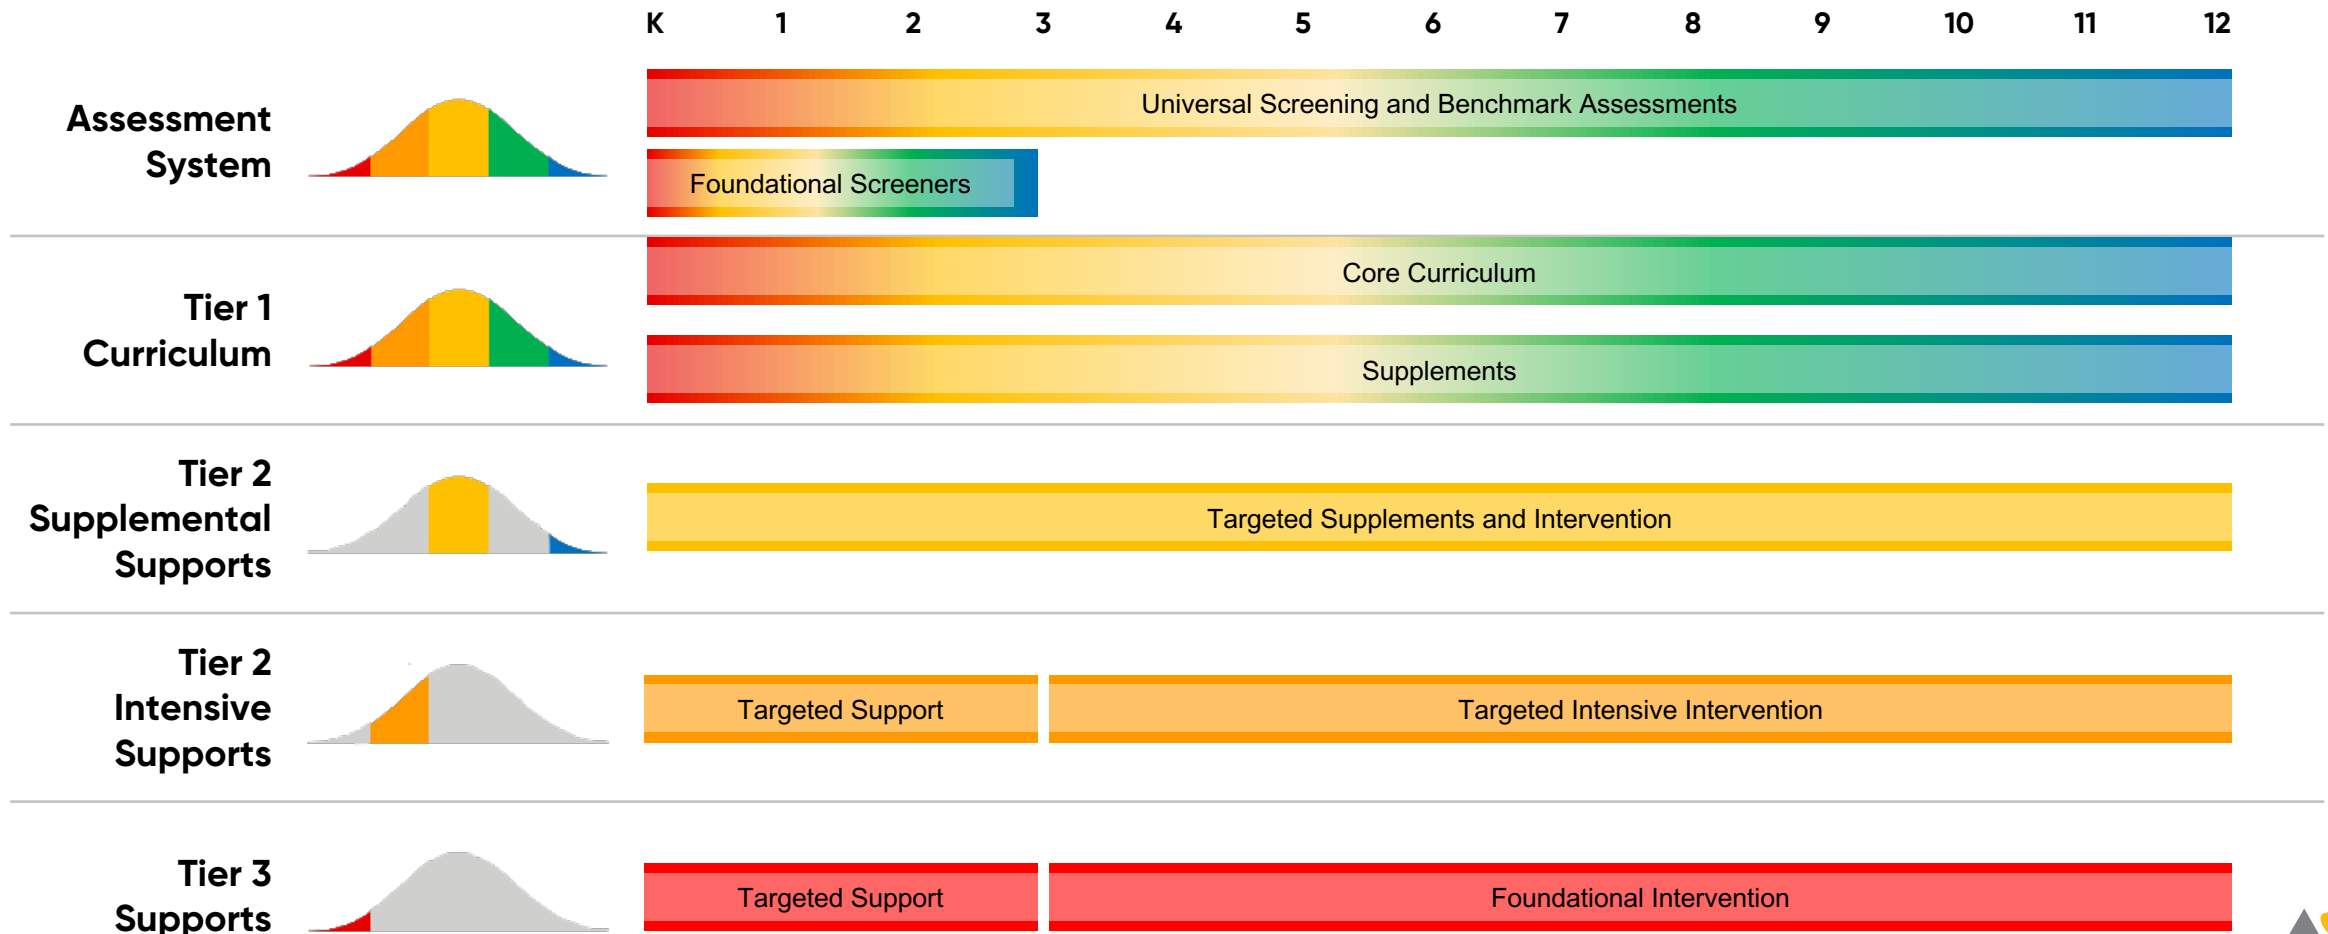 K 1 2 3 4 5 6 7 8 9 10 11 12
Assessment
System
Universal Screening and Benchmark Assessments
Foundational Screeners
Tier 1
Curriculum
Core Curriculum
Supplements
Tier 2
Supplemental
Supports
Targeted Supplements and Intervention
Tier 2
Intensive
Supports
Targeted Support
Targeted Intensive Intervention
Tier 3
Supports
Targeted Support
Foundational Intervention